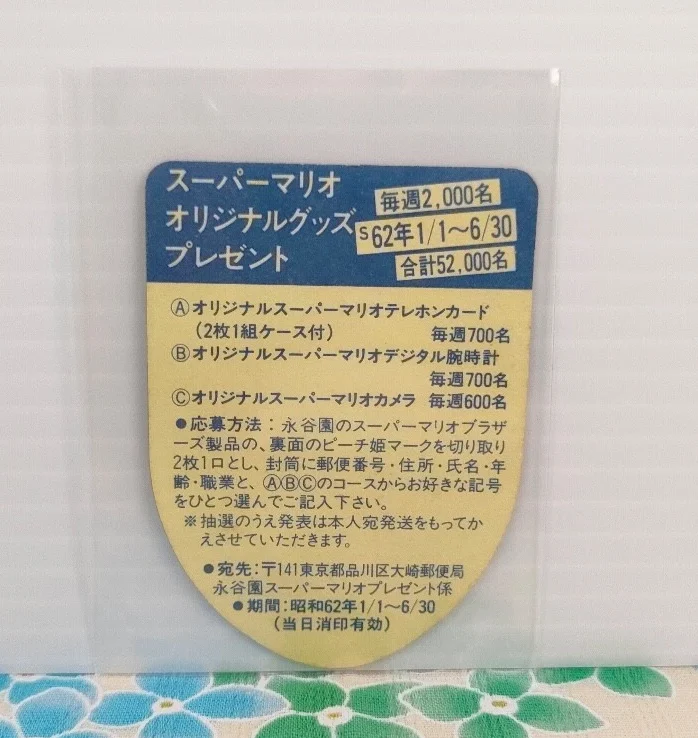 スーパーマリオ
オリジナルグッズ
プレゼント
毎週2,000名
S62年1/1〜6/30
合計52,000名
Ⓐオリジナルスーパーマリオテレホンカード
(2枚1組ケース付) 毎週700名
Ⓑオリジナルスーパーマリオデジタル腕時計
毎週700名
Ⓒオリジナルスーパーマリオカメラ 毎週600名
●応募方法：永谷園のスーパーマリオブラザ
ーズ製品の、裏面のピーチ姫マークを切り取り
2枚1口とし、封筒に郵便番号・住所・氏名・年
齢・職業と、ⒶⒷⒸのコースからお好きな記号
をひとつ選んでご記入下さい。
※抽選のうえ発表は本人宛発送をもってか
えさせていただきます。
●宛先：〒141東京都品川区大崎郵便局
永谷園スーパーマリオプレゼント係
●期間：昭和62年1/1〜6/30
(当日消印有効)